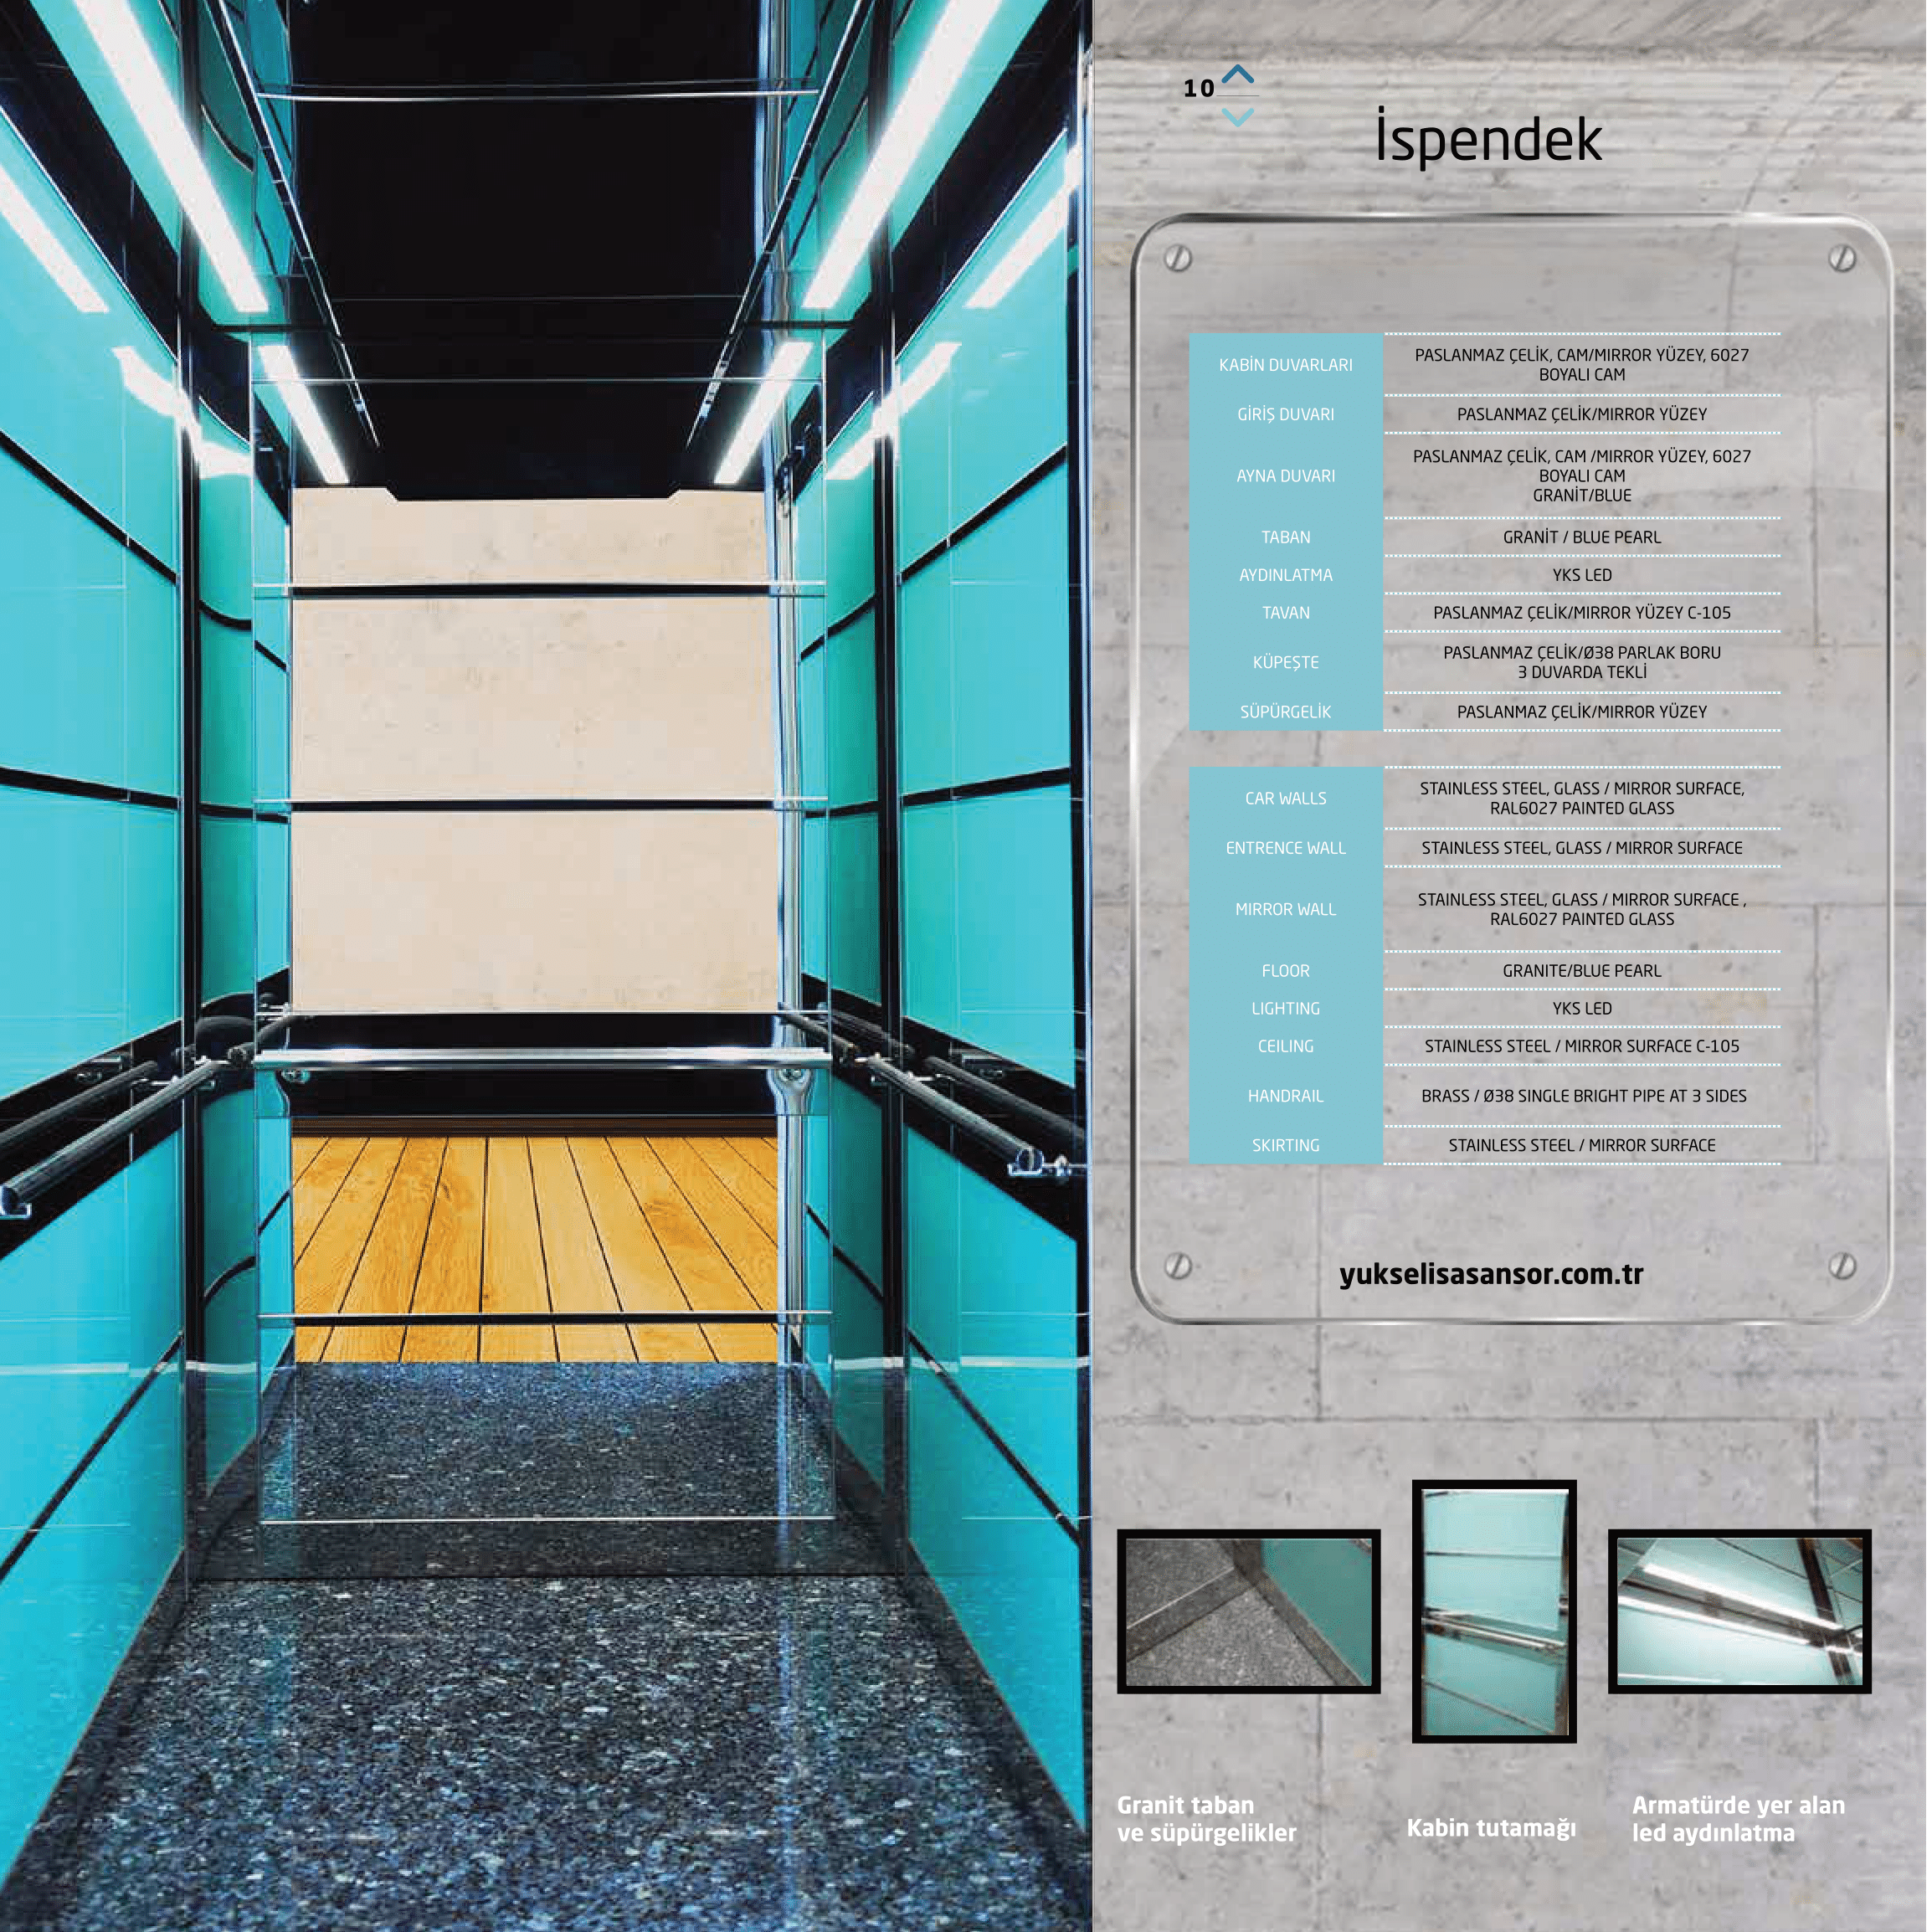 10
İspendek
KABİN DUVARLARI
PASLANMAZ ÇELİK, CAM/MIRROR YÜZEY, 6027
BOYALI CAM
GİRİŞ DUVARI
PASLANMAZ ÇELİK/MIRROR YÜZEY
AYNA DUVARI
PASLANMAZ ÇELİK, CAM /MIRROR YÜZEY, 6027
BOYALI CAM
GRANİT/BLUE
TABAN
GRANİT / BLUE PEARL
AYDINLATMA
YKS LED
TAVAN
PASLANMAZ ÇELİK/MIRROR YÜZEY C-105
KÜPEŞTE
PASLANMAZ ÇELİK/Ø38 PARLAK BORU
3 DUVARDA TEKLİ
SÜPÜRGELİK
PASLANMAZ ÇELİK/MIRROR YÜZEY
CAR WALLS
STAINLESS STEEL, GLASS / MIRROR SURFACE,
RAL6027 PAINTED GLASS
ENTRENCE WALL
STAINLESS STEEL, GLASS / MIRROR SURFACE
MIRROR WALL
STAINLESS STEEL, GLASS / MIRROR SURFACE ,
RAL6027 PAINTED GLASS
FLOOR
GRANITE/BLUE PEARL
LIGHTING
YKS LED
CEILING
STAINLESS STEEL / MIRROR SURFACE C-105
HANDRAIL
BRASS / Ø38 SINGLE BRIGHT PIPE AT 3 SIDES
SKIRTING
STAINLESS STEEL / MIRROR SURFACE
yukselisasansor.com.tr
Granit taban
ve süpürgelikler
Kabin tutamağı
Armatürde yer alan
led aydınlatma